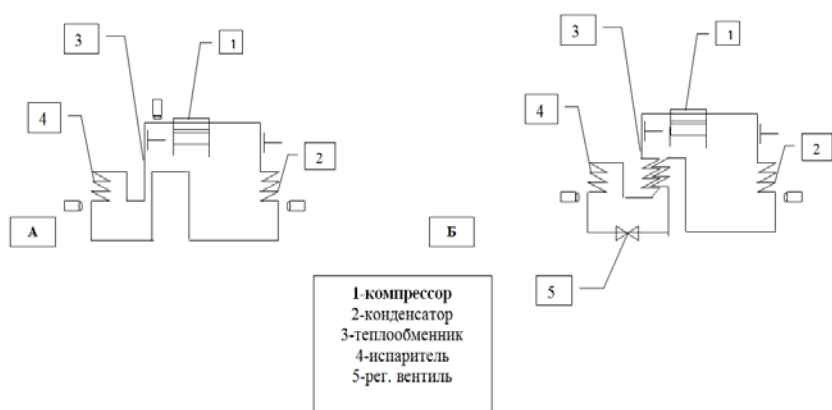 3
1
4
2
А
3
1
4
2
Б
5
1-компрессор
2-конденсатор
3-теплообменник
4-испаритель
5-рег. вентиль